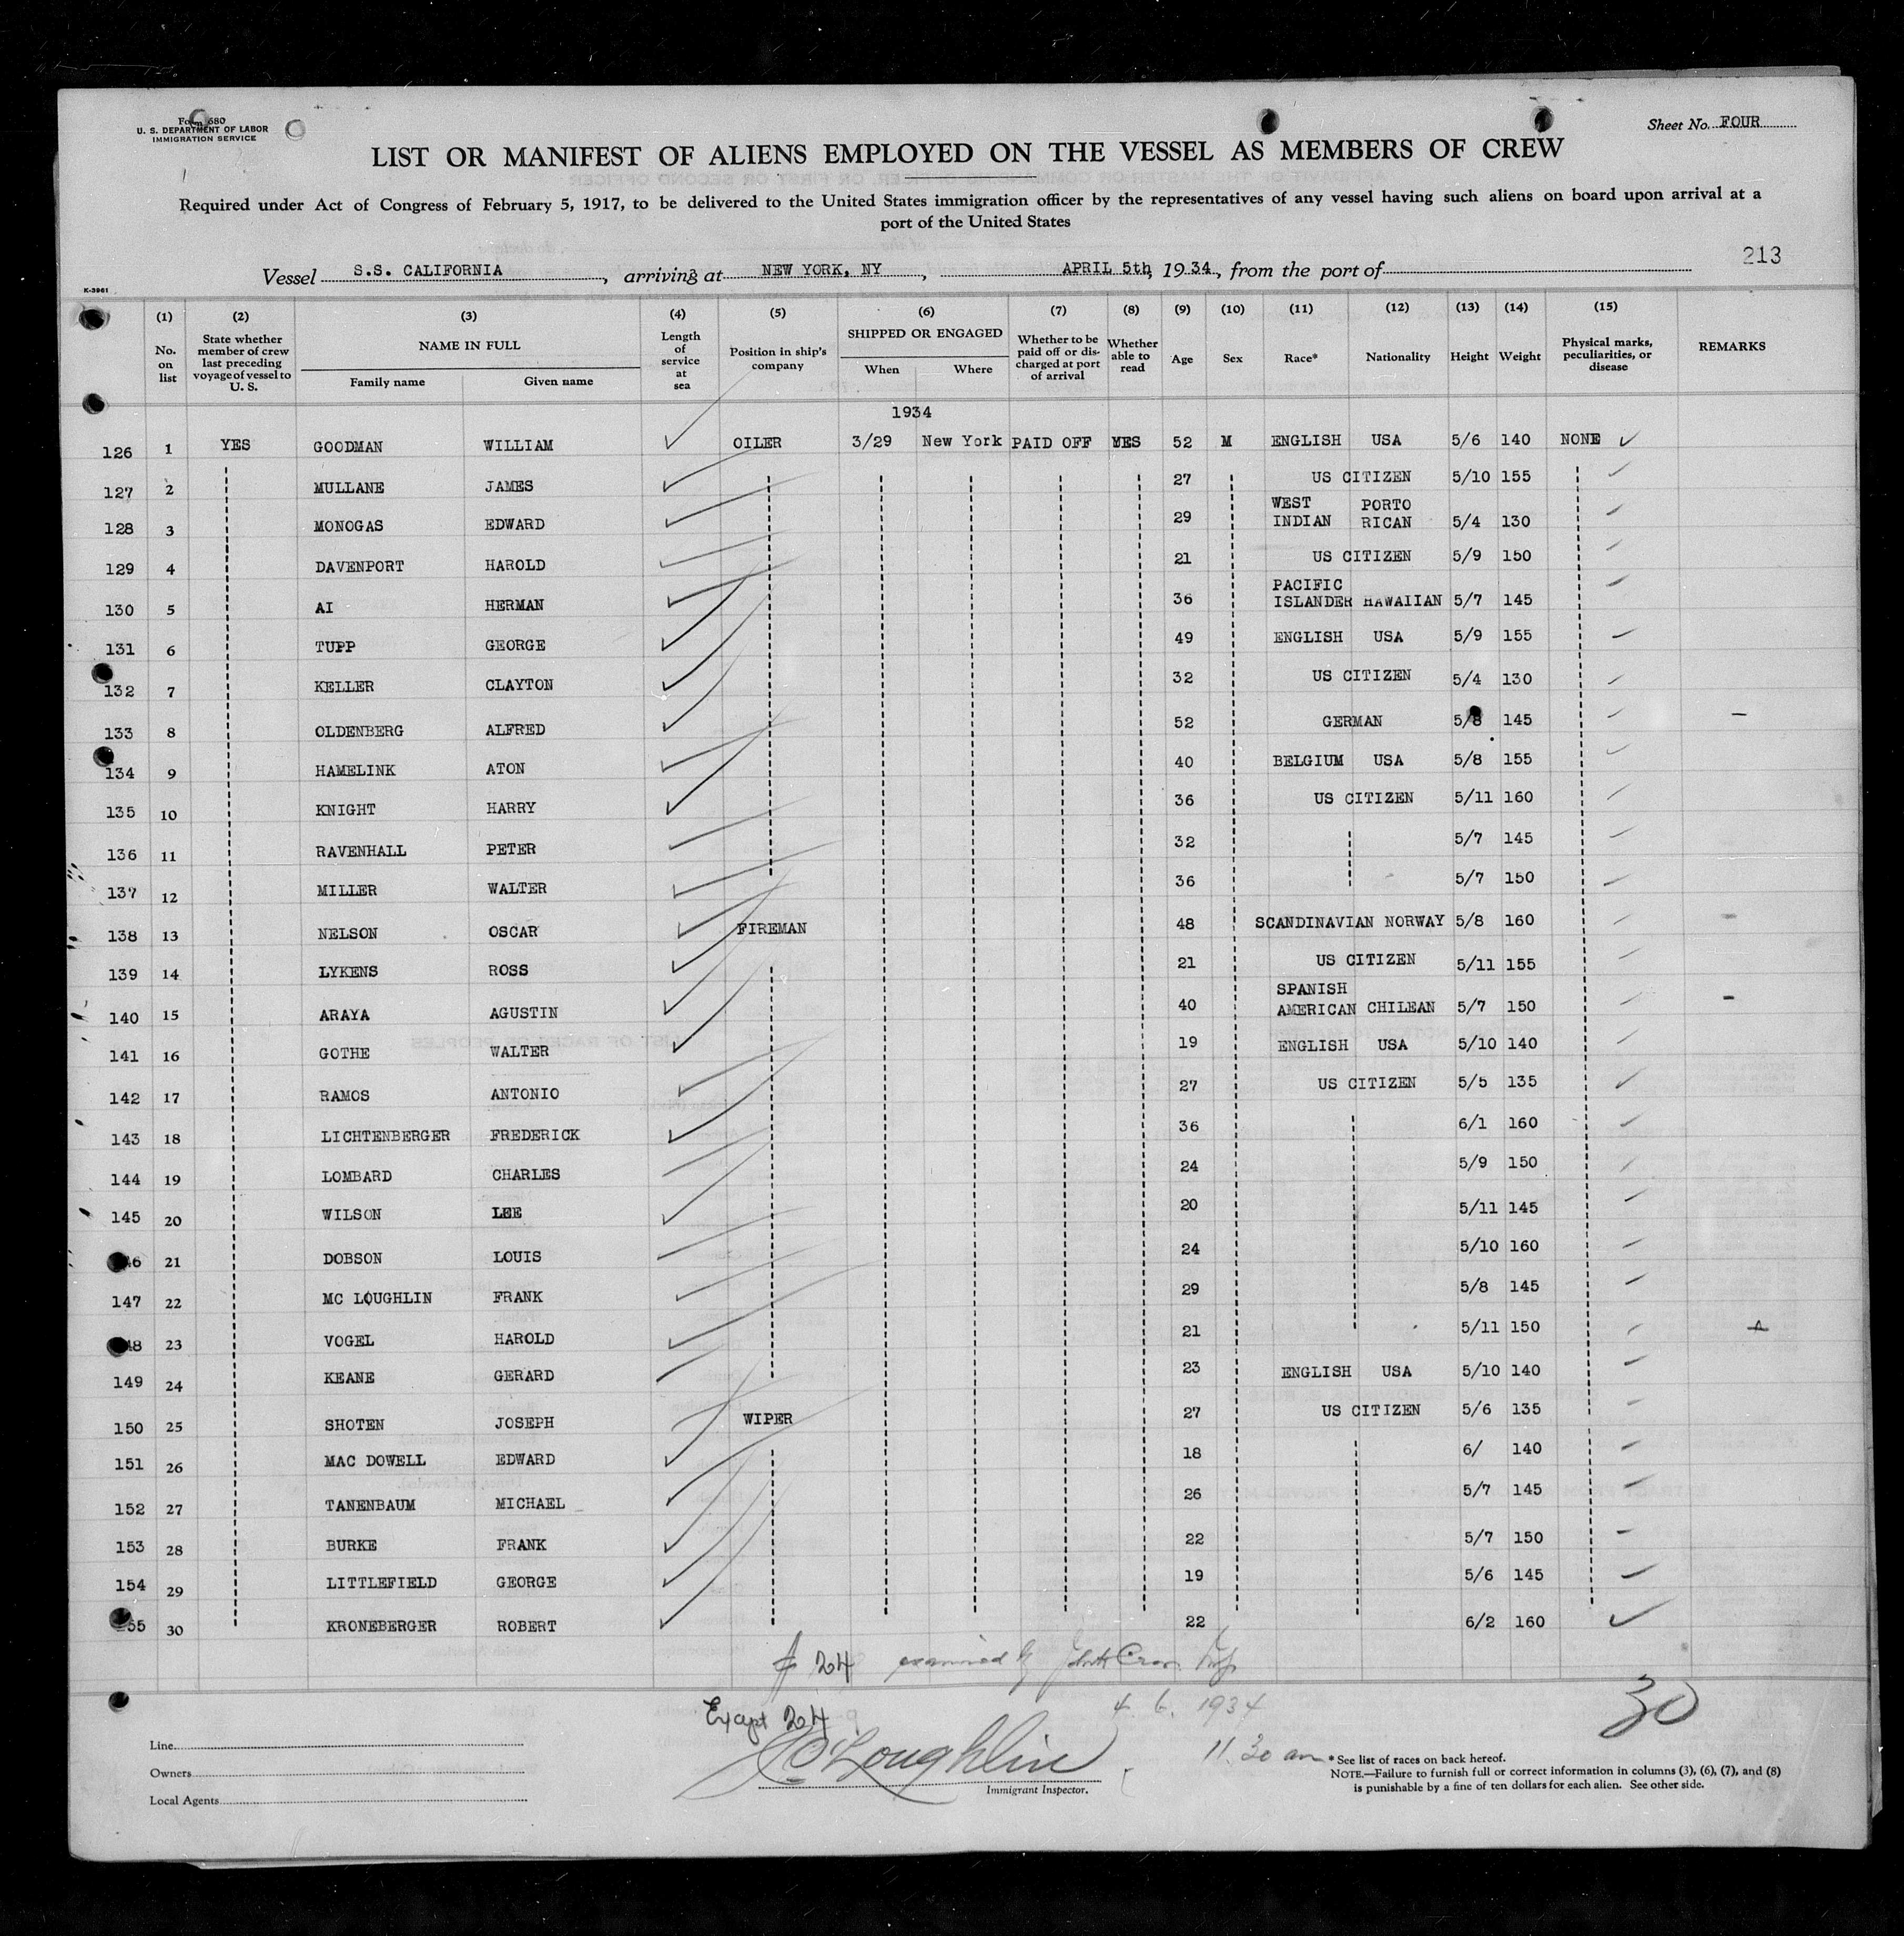 Form 680
U. S. DEPARTMENT OF LABOR
IMMIGRATION SERVICE
Sheet No. FOUR
LIST OR MANIFEST OF ALIENS EMPLOYED ON THE VESSEL AS MEMBERS OF CREW
Required under Act of Congress of February 5, 1917, to be delivered to the United States immigration officer by the representatives of any vessel having such aliens on board upon arrival at a
port of the United States
213
Vessel S.S. CALIFORNIA, arriving at NEW YORK, NY, APRIL 5th, 1934, from the port of
K-3961
(1) (2) (3) (4) (5) (6) (7) (8) (9) (10) (11) (12) (13) (14) (15)
No. on list
State whether member of crew last preceding voyage of vessel to U. S.
NAME IN FULL
Family name Given name
Length of service at sea
Position in ship's company
SHIPPED OR ENGAGED
When Where
Whether to be paid off or discharged at port of arrival
Whether able to read
Age
Sex
Race*
Nationality
Height
Weight
Physical marks, peculiarities, or disease
REMARKS
1934
126 1 YES GOODMAN WILLIAM OILER 3/29 New York PAID OFF YES 52 M ENGLISH USA 5/6 140 NONE
127 2 MULLANE JAMES 27 US CITIZEN 5/10 155
128 3 MONOGAS EDWARD 29 WEST INDIAN PORTO RICAN 5/4 130
129 4 DAVENPORT HAROLD 21 US CITIZEN 5/9 150
130 5 AI HERMAN 36 PACIFIC ISLANDER HAWAIIAN 5/7 145
131 6 TUPP GEORGE 49 ENGLISH USA 5/9 155
132 7 KELLER CLAYTON 32 US CITIZEN 5/4 130
133 8 OLDENBERG ALFRED 52 GERMAN 5/8 145
134 9 HAMELINK ATON 40 BELGIUM USA 5/8 155
135 10 KNIGHT HARRY 36 US CITIZEN 5/11 160
136 11 RAVENHALL PETER 32 5/7 145
137 12 MILLER WALTER 36 5/7 150
138 13 NELSON OSCAR FIREMAN 48 SCANDINAVIAN NORWAY 5/8 160
139 14 LYKENS ROSS 21 US CITIZEN 5/11 155
140 15 ARAYA AGUSTIN 40 SPANISH AMERICAN CHILEAN 5/7 150
141 16 GOTHE WALTER 19 ENGLISH USA 5/10 140
142 17 RAMOS ANTONIO 27 US CITIZEN 5/5 135
143 18 LICHTENBERGER FREDERICK 36 6/1 160
144 19 LOMBARD CHARLES 24 5/9 150
145 20 WILSON LEE 20 5/11 145
46 21 DOBSON LOUIS 24 5/10 160
147 22 MC LOUGHLIN FRANK 29 5/8 145
48 23 VOGEL HAROLD 21 5/11 150
149 24 KEANE GERARD 23 ENGLISH USA 5/10 140
150 25 SHOTEN JOSEPH WIPER 27 US CITIZEN 5/6 135
151 26 MAC DOWELL EDWARD 18 6/ 140
152 27 TANENBAUM MICHAEL 26 5/7 145
153 28 BURKE FRANK 22 5/7 150
154 29 LITTLEFIELD GEORGE 19 5/6 145
55 30 KRONEBERGER ROBERT 22 6/2 160
24 examined by
4. 6. 1934
Except 24
30
11.30 am
Line
Owners
Local Agents
Immigrant Inspector.
*See list of races on back hereof.
NOTE.—Failure to furnish full or correct information in columns (3), (6), (7), and (8)
is punishable by a fine of ten dollars for each alien. See other side.